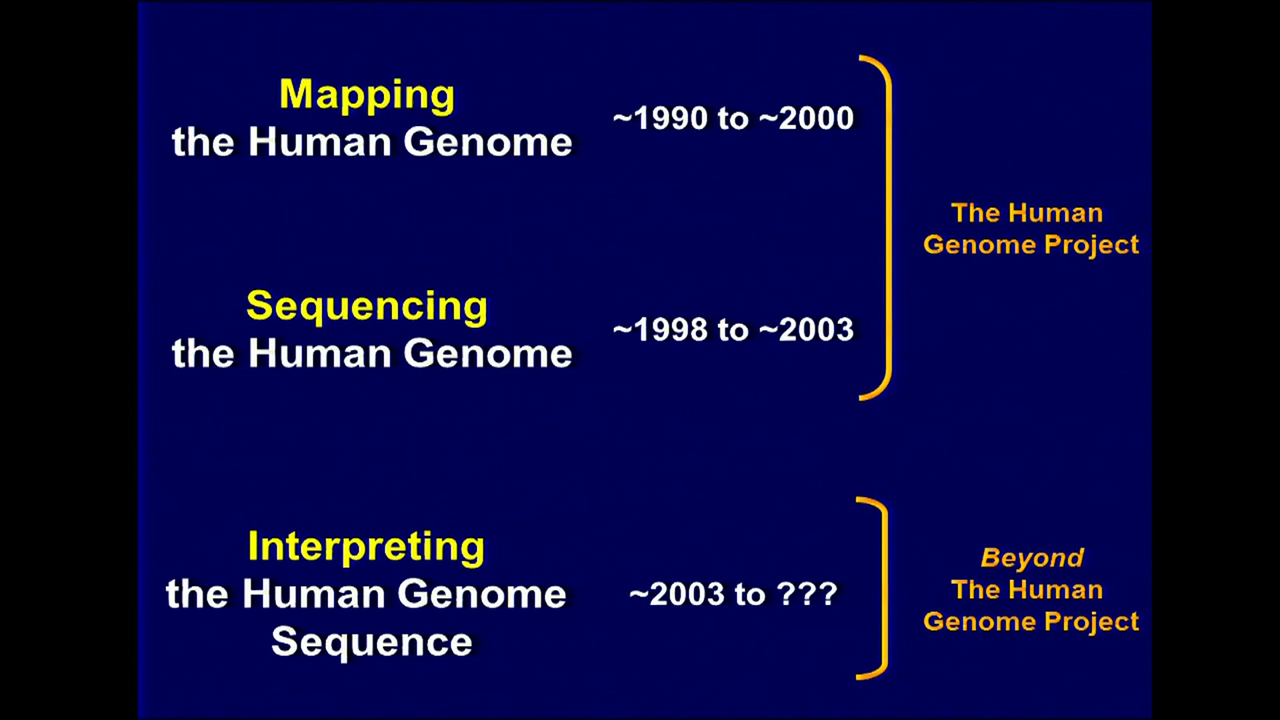 Mapping
the Human Genome
~1990 to ~2000
The Human
Genome Project
Sequencing
the Human Genome
~1998 to ~2003
Interpreting
the Human Genome
Sequence
~2003 to ???
Beyond
The Human
Genome Project